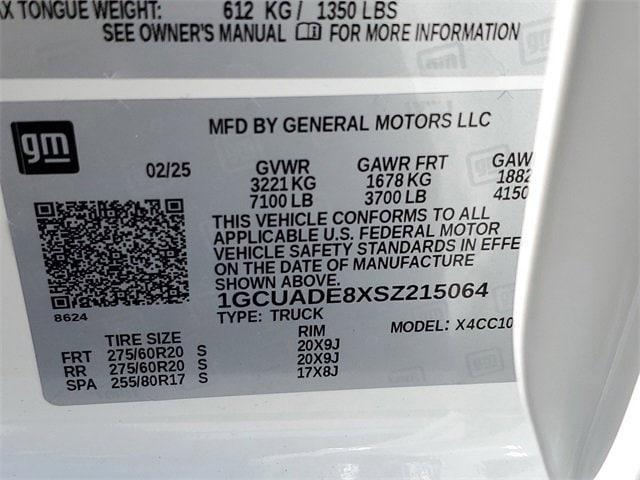 TONGUE WEIGHT: 612 KG / 1350 LBS
SEE OWNER'S MANUAL FOR MORE INFORMATION
gm
MFD BY GENERAL MOTORS LLC
02/25 GVWR GAWR FRT GAW
3221 KG 1678 KG 1882
7100 LB 3700 LB 4150
THIS VEHICLE CONFORMS TO ALL
APPLICABLE U.S. FEDERAL MOTOR
VEHICLE SAFETY STANDARDS IN EFFE
ON THE DATE OF MANUFACTURE
SHOWN ABOVE.
1GCUADE8XSZ215064
8624
TYPE: TRUCK MODEL: X4CC10
TIRE SIZE RIM
FRT 275/60R20 S 20X9J
RR 275/60R20 S 20X9J
SPA 255/80R17 S 17X8J